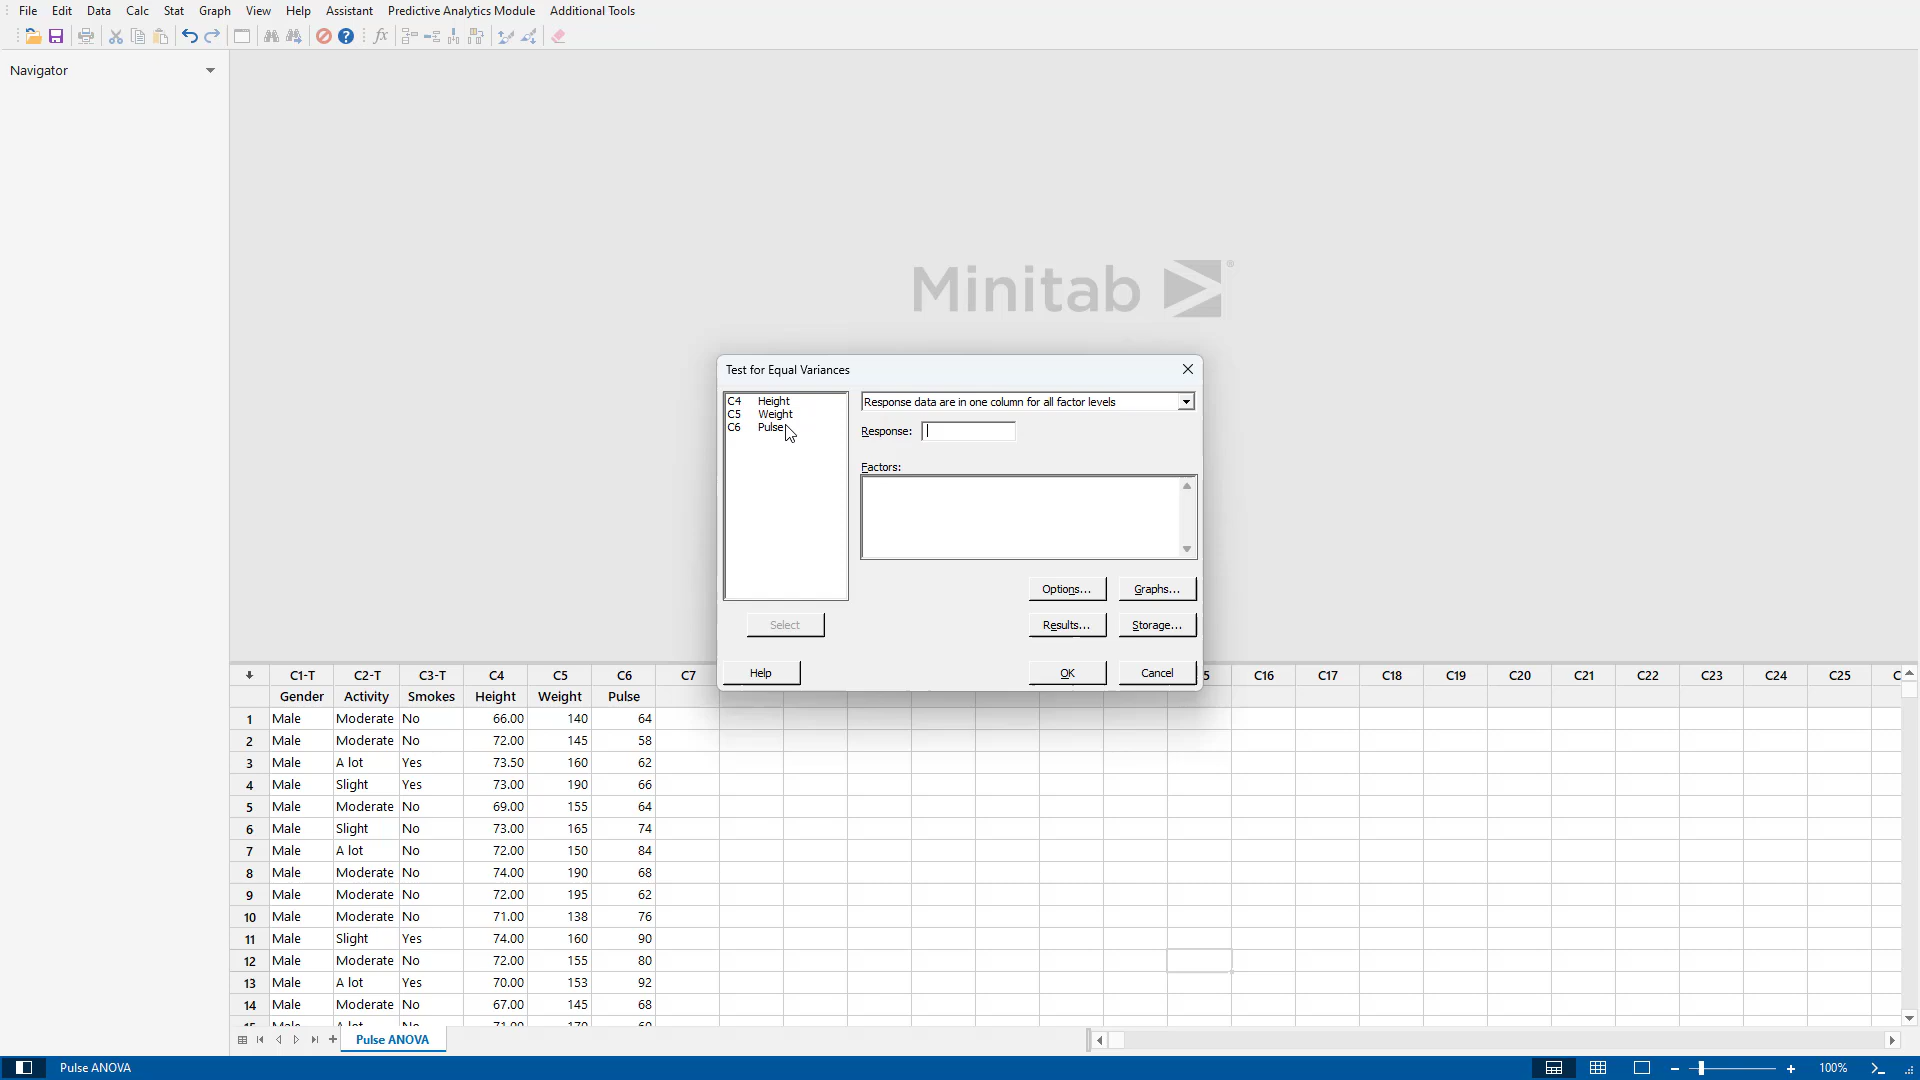 File Edit Data Calc Stat Graph View Help Assistant Predictive Analytics Module Additional Tools
Navigator
Minitab
Test for Equal Variances
C4 Height
C5 Weight
C6 Pulse
Response data are in one column for all factor levels
Response:
Factors:
Options... Graphs...
Select Results... Storage...
Help OK Cancel
C1-T C2-T C3-T C4 C5 C6 C7 5 C16 C17 C18 C19 C20 C21 C22 C23 C24 C25 C
Gender Activity Smokes Height Weight Pulse
1 Male Moderate No 66.00 140 64
2 Male Moderate No 72.00 145 58
3 Male A lot Yes 73.50 160 62
4 Male Slight Yes 73.00 190 66
5 Male Moderate No 69.00 155 64
6 Male Slight No 73.00 165 74
7 Male A lot No 72.00 150 84
8 Male Moderate No 74.00 190 68
9 Male Moderate No 72.00 195 62
10 Male Moderate No 71.00 138 76
11 Male Slight Yes 74.00 160 90
12 Male Moderate No 72.00 155 80
13 Male A lot Yes 70.00 153 92
14 Male Moderate No 67.00 145 68
Pulse ANOVA
Pulse ANOVA 100%